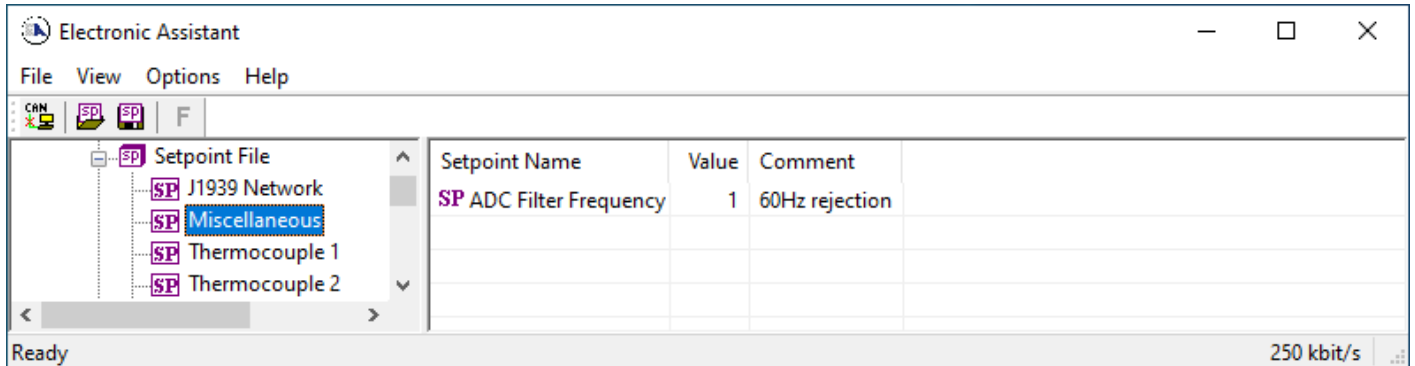 Electronic Assistant
File View Options Help
CAN SP SP F
SP Setpoint File
SP J1939 Network
SP Miscellaneous
SP Thermocouple 1
SP Thermocouple 2
Setpoint Name Value Comment
SP ADC Filter Frequency 1 60Hz rejection
Ready 250 kbit/s